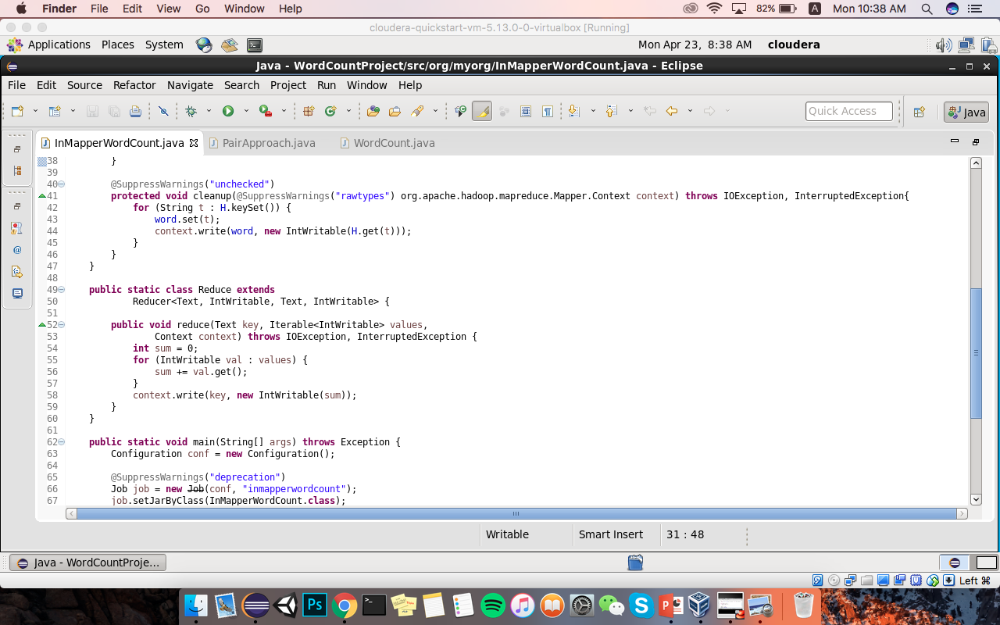 Finder File Edit View Go Window Help 82% A Mon 10:38 AM
cloudera-quickstart-vm-5.13.0-0-virtualbox [Running]
Applications Places System Mon Apr 23, 8:38 AM cloudera
Java - WordCountProject/src/org/myorg/InMapperWordCount.java - Eclipse
File Edit Source Refactor Navigate Search Project Run Window Help
Quick Access Java
InMapperWordCount.java PairApproach.java WordCount.java
38 }
39
40 @SuppressWarnings("unchecked")
41 protected void cleanup(@SuppressWarnings("rawtypes") org.apache.hadoop.mapreduce.Mapper.Context context) throws IOException, InterruptedException{
42 for (String t : H.keySet()) {
43 word.set(t);
44 context.write(word, new IntWritable(H.get(t)));
45 }
46 }
47 }
48
49 public static class Reduce extends
50 Reducer<Text, IntWritable, Text, IntWritable> {
51
52 public void reduce(Text key, Iterable<IntWritable> values,
53 Context context) throws IOException, InterruptedException {
54 int sum = 0;
55 for (IntWritable val : values) {
56 sum += val.get();
57 }
58 context.write(key, new IntWritable(sum));
59 }
60 }
61
62 public static void main(String[] args) throws Exception {
63 Configuration conf = new Configuration();
64
65 @SuppressWarnings("deprecation")
66 Job job = new Job(conf, "inmapperwordcount");
67 job.setJarByClass(InMapperWordCount.class);
Writable Smart Insert 31 : 48
Java - WordCountProje...
Left ⌘